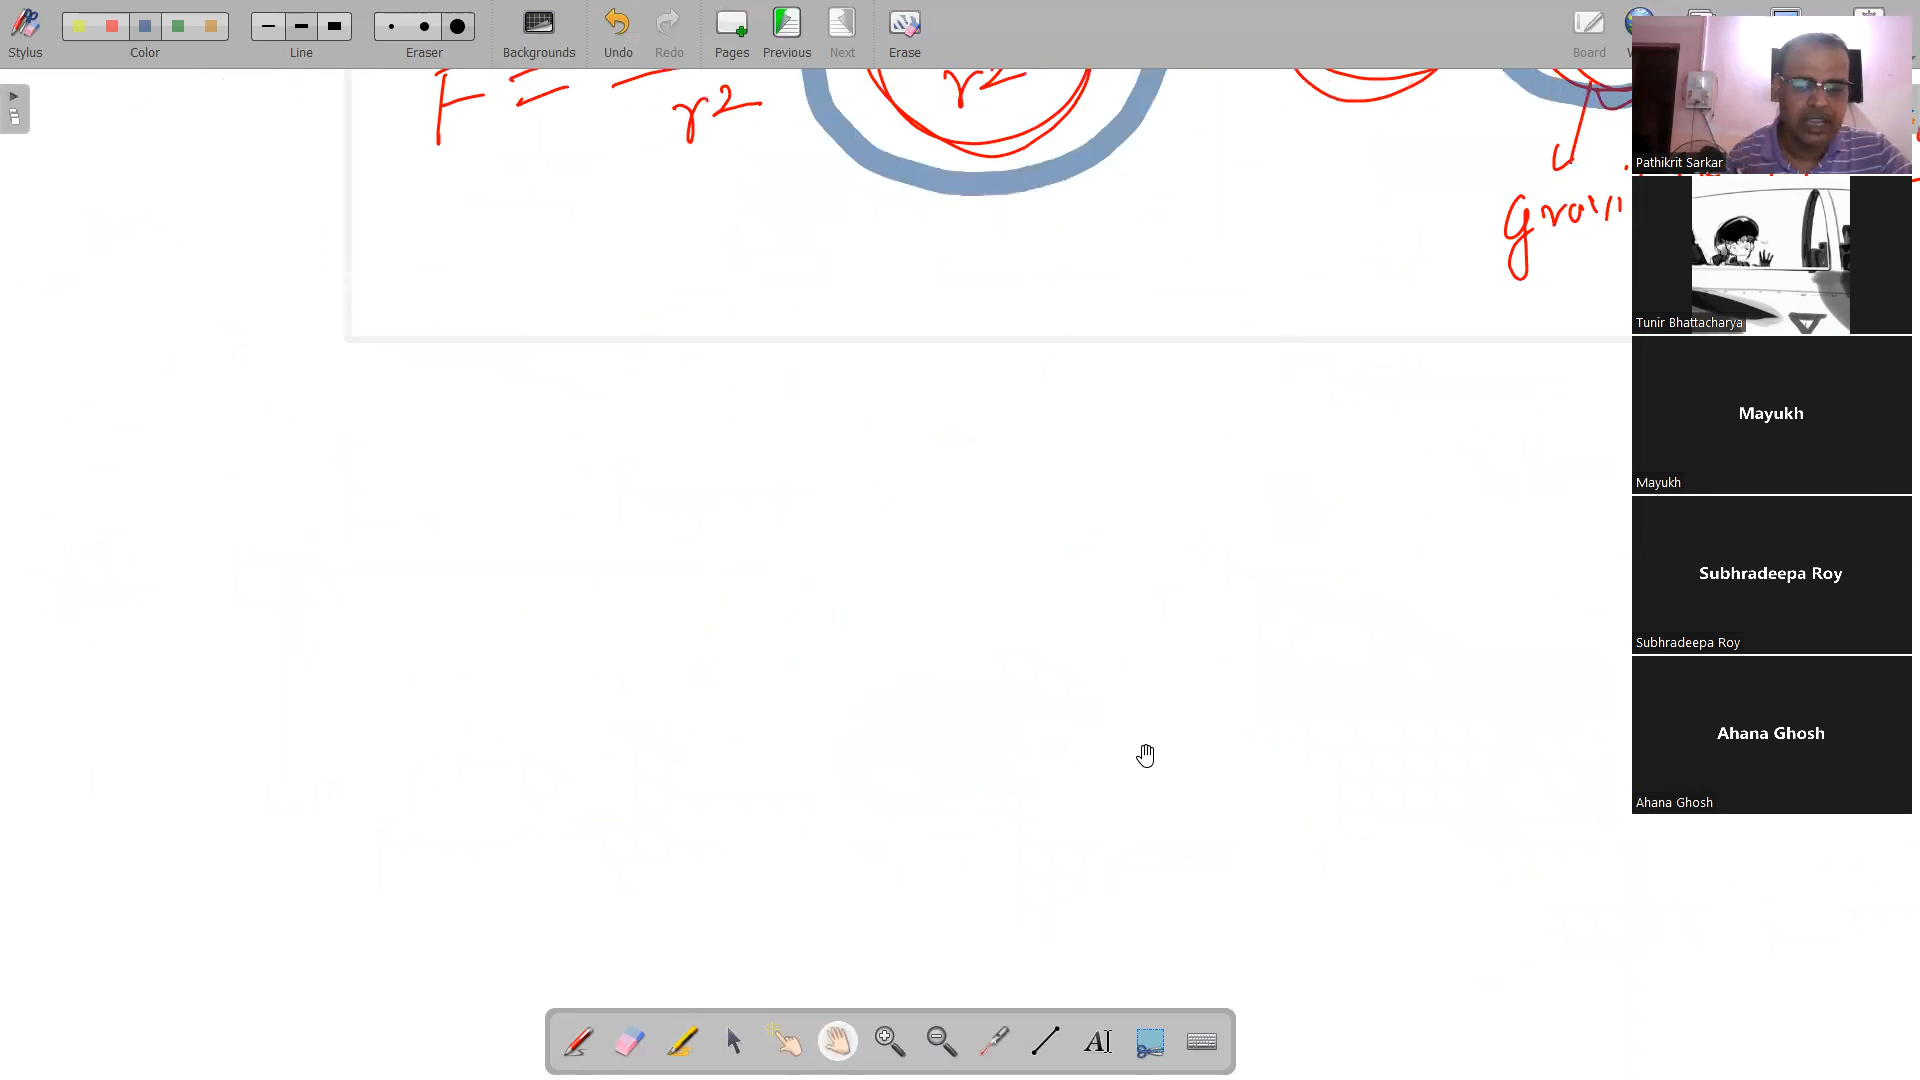 Stylus
Color
Line
Eraser
Backgrounds
Undo
Redo
Pages
Previous
Next
Erase
Board
F =
r2
r2
Pathikrit Sarkar
Tunir Bhattacharya
Mayukh
Mayukh
Subhradeepa Roy
Subhradeepa Roy
Ahana Ghosh
Ahana Ghosh